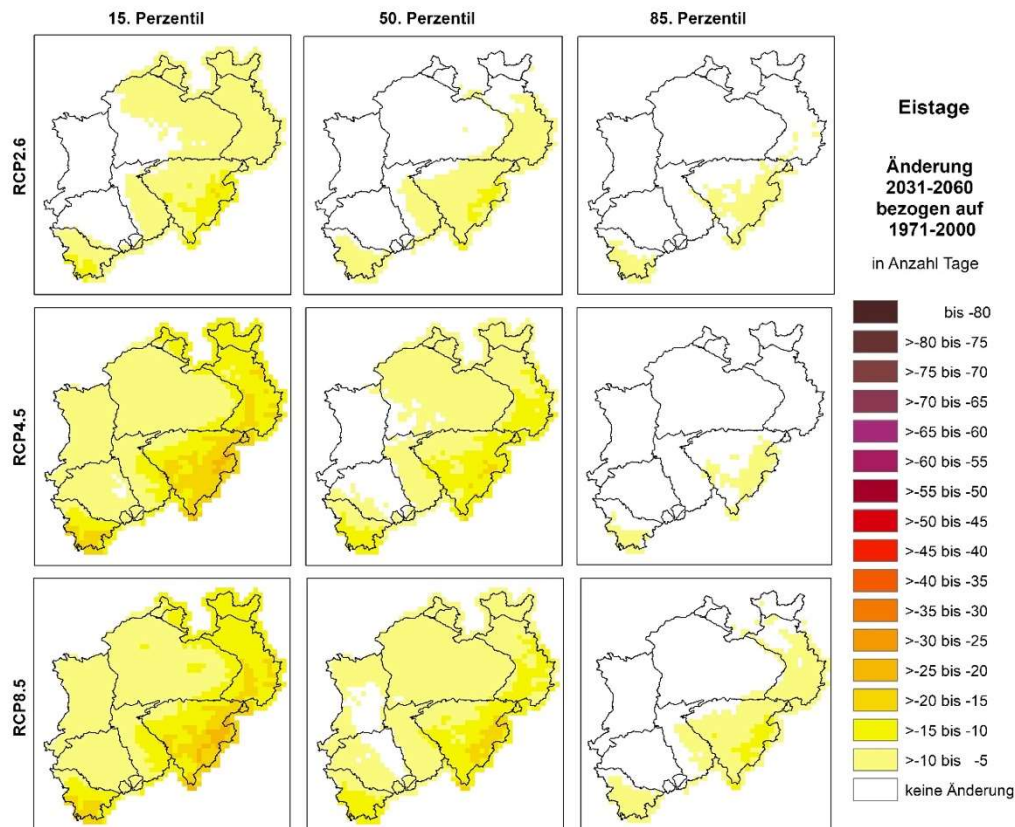 15. Perzentil
50. Perzentil
85. Perzentil
RCP2.6
RCP4.5
RCP8.5
Eistage
Änderung
2031-2060
bezogen auf
1971-2000
in Anzahl Tage
bis -80
>-80 bis -75
>-75 bis -70
>-70 bis -65
>-65 bis -60
>-60 bis -55
>-55 bis -50
>-50 bis -45
>-45 bis -40
>-40 bis -35
>-35 bis -30
>-30 bis -25
>-25 bis -20
>-20 bis -15
>-15 bis -10
>-10 bis -5
keine Änderung